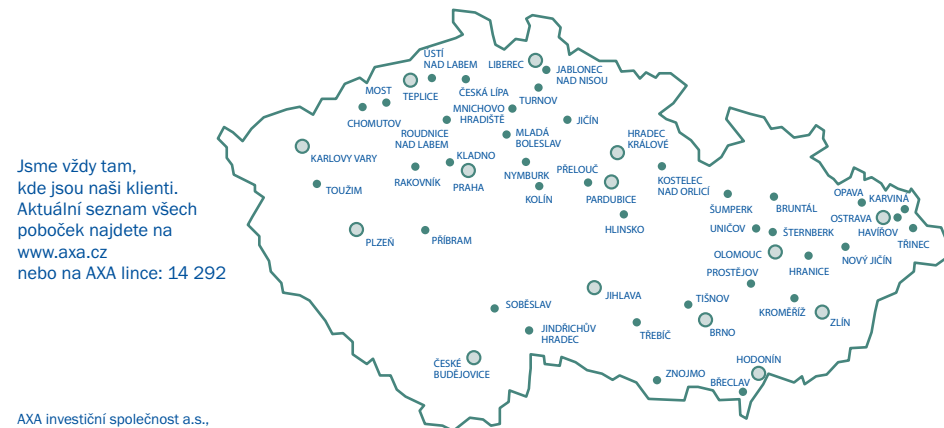 Jsme vždy tam,
kde jsou naši klienti.
Aktuální seznam všech
poboček najdete na
www.axa.cz
nebo na AXA lince: 14 292
ÚSTÍ
NAD LABEM
LIBEREC
JABLONEC
NAD NISOU
MOST
TEPLICE
ČESKÁ LÍPA
TURNOV
CHOMUTOV
MNICHOVO
HRADIŠTĚ
JIČÍN
ROUDNICE
NAD LABEM
MLADÁ
BOLESLAV
HRADEC
KRÁLOVÉ
KARLOVY VARY
KLADNO
NYMBURK
PŘELOUČ
TOUŽIM
RAKOVNÍK
PRAHA
KOLÍN
PARDUBICE
KOSTELEC
NAD ORLICÍ
OPAVA
KARVINÁ
ŠUMPERK
BRUNTÁL
OSTRAVA
HAVÍŘOV
PLZEŇ
PŘÍBRAM
HLINSKO
UNIČOV
ŠTERNBERK
TŘINEC
OLOMOUC
HRANICE
NOVÝ JIČÍN
PROSTĚJOV
JIHLAVA
SOBĚSLAV
TIŠNOV
KROMĚŘÍŽ
ZLÍN
JINDŘICHŮV
HRADEC
TŘEBÍČ
BRNO
ČESKÉ
BUDĚJOVICE
HODONÍN
ZNOJMO
BŘECLAV
AXA investiční společnost a.s.,